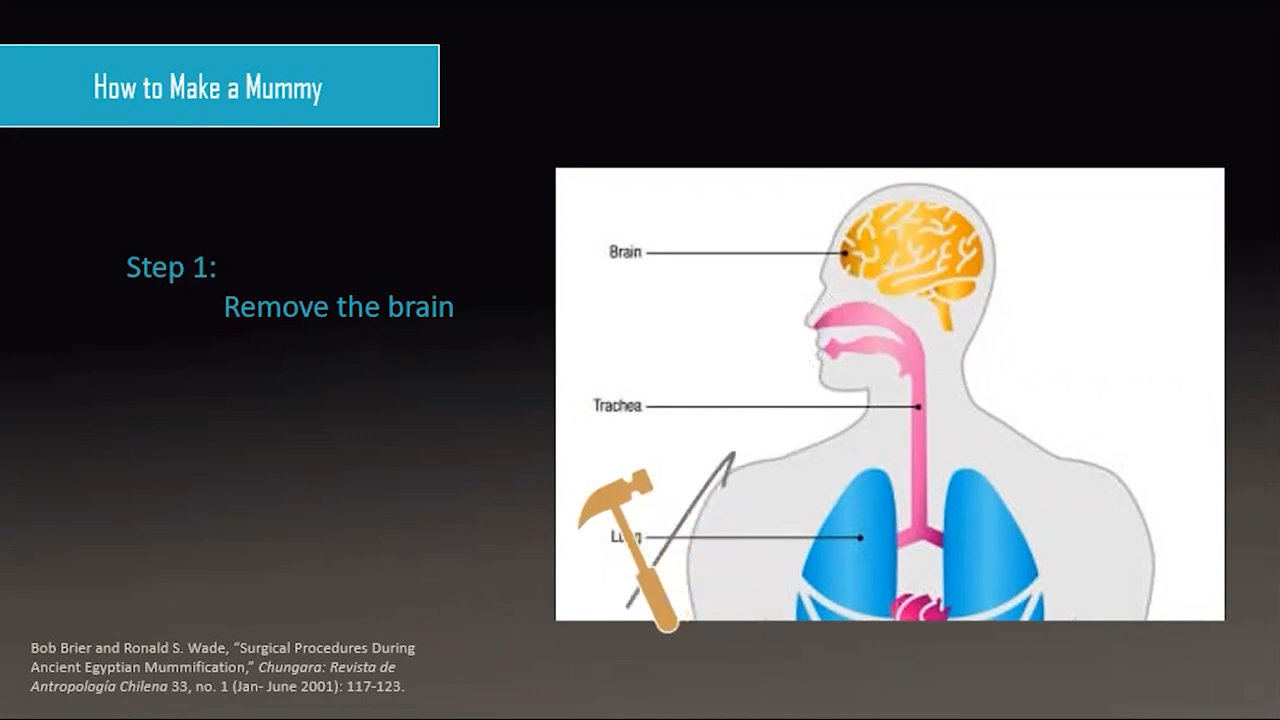 How to Make a Mummy
Step 1:
Remove the brain
Brain
Trachea
Lung
Bob Brier and Ronald S. Wade, “Surgical Procedures During
Ancient Egyptian Mummification,” Chungara: Revista de
Antropología Chilena 33, no. 1 (Jan- June 2001): 117-123.